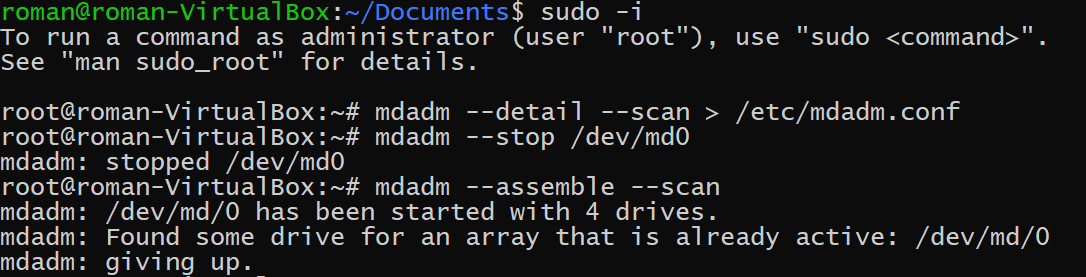 roman@roman-VirtualBox:~/Documents$ sudo -i
To run a command as administrator (user "root"), use "sudo <command>".
See "man sudo_root" for details.
root@roman-VirtualBox:~# mdadm --detail --scan > /etc/mdadm.conf
root@roman-VirtualBox:~# mdadm --stop /dev/md0
mdadm: stopped /dev/md0
root@roman-VirtualBox:~# mdadm --assemble --scan
mdadm: /dev/md/0 has been started with 4 drives.
mdadm: Found some drive for an array that is already active: /dev/md/0
mdadm: giving up.